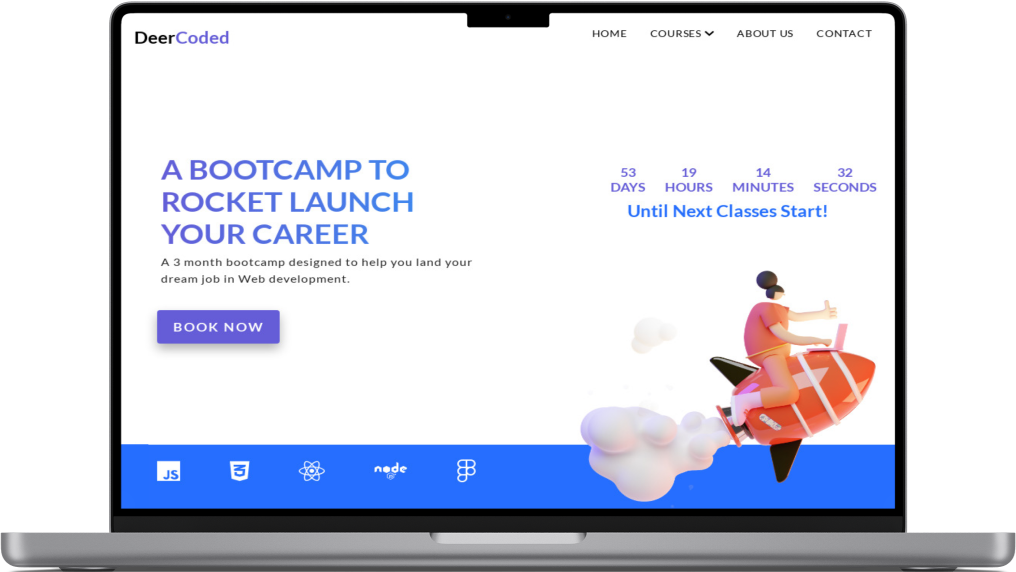 DeerCoded
HOME COURSES ABOUT US CONTACT
A BOOTCAMP TO
ROCKET LAUNCH
YOUR CAREER
A 3 month bootcamp designed to help you land your
dream job in Web development.
BOOK NOW
53 19 14 32
DAYS HOURS MINUTES SECONDS
Until Next Classes Start!
JS 3 node